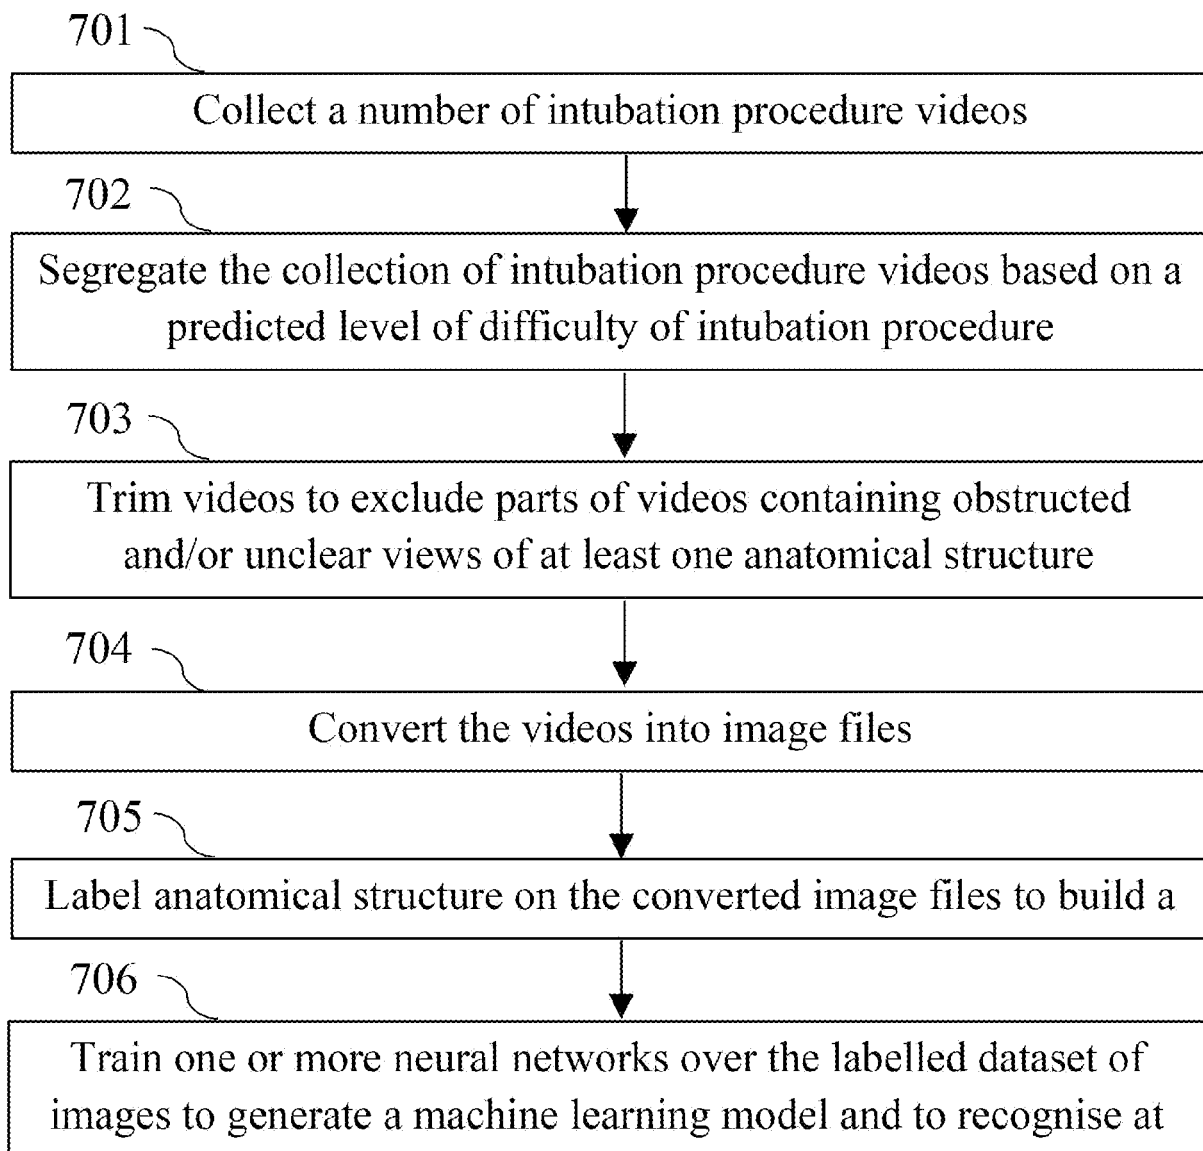 701
Collect a number of intubation procedure videos
702
Segregate the collection of intubation procedure videos based on a
predicted level of difficulty of intubation procedure
703
Trim videos to exclude parts of videos containing obstructed
and/or unclear views of at least one anatomical structure
704
Convert the videos into image files
705
Label anatomical structure on the converted image files to build a
706
Train one or more neural networks over the labelled dataset of
images to generate a machine learning model and to recognise at